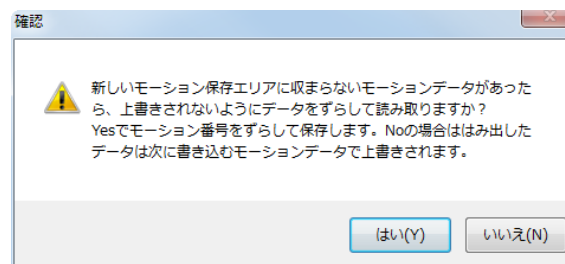 確認
新しいモーション保存エリアに収まらないモーションデータがあった
ら、上書きされないようにデータをずらして読み取りますか？
Yesでモーション番号をずらして保存します。Noの場合ははみ出した
データは次に書き込むモーションデータで上書きされます。
はい(Y) いいえ(N)